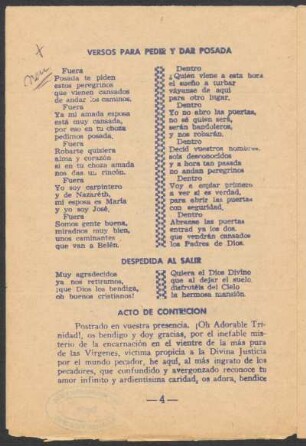 VERSOS PARA PEDIR Y DAR POSADA
Fuera
Posada te piden
estos peregrinos
que vienen cansados
de andar los caminos.
Fuera
Ya mi amada esposa
está muy cansada,
por eso en tu choza
pedimos posada.
Fuera
Robarte quisiera
alma y corazón
si en tu choza amada
nos das un rincón.
Fuera
Yo soy carpintero
y de Nazareth,
mi esposa es María
y yo soy José.
Fuera
Somos gente buena,
miradnos muy bien,
unos caminantes
que van a Belén.
Dentro
¿Quién viene a esta hora
el sueño a turbar
váyanse de aquí
para otro lugar.
Dentro
Yo no abro las puertas,
no sé quien será,
serán bandoleros,
y nos robarán.
Dentro
Decid vuestros nombres,
sois desconocidos
y a hora tan pasada
no andan peregrinos
Dentro
Voy a espiar primero
a ver si es verdad,
para abrir las puertas
con seguridad.
Dentro
Abranse las puertas
entrad ya los dos,
que vendrán cansados
los Padres de Dios.
DESPEDIDA AL SALIR
Muy agradecidos
ya nos retiramos,
¡que Dios los bendiga,
oh buenos cristianos!
Quiera el Dios Divino
que al dejar el suelo,
disfrutéis del Cielo
la hermosa mansión.
ACTO DE CONTRICION
Postrado en vuestra presencia. ¡Oh Adorable Tri-
nidad!, os bendigo y doy gracias, por el inefable mis-
terio de la encarnación en el vientre de la más pura
de las Vírgenes, víctima propicia a la Divina Justicia
por el mundo pecador, he aquí, al más ingrato de los
pecadores, que confundido y avergonzado reconoce tu
amor infinito y ardientísima caridad, os adora, bendice
— 4 —